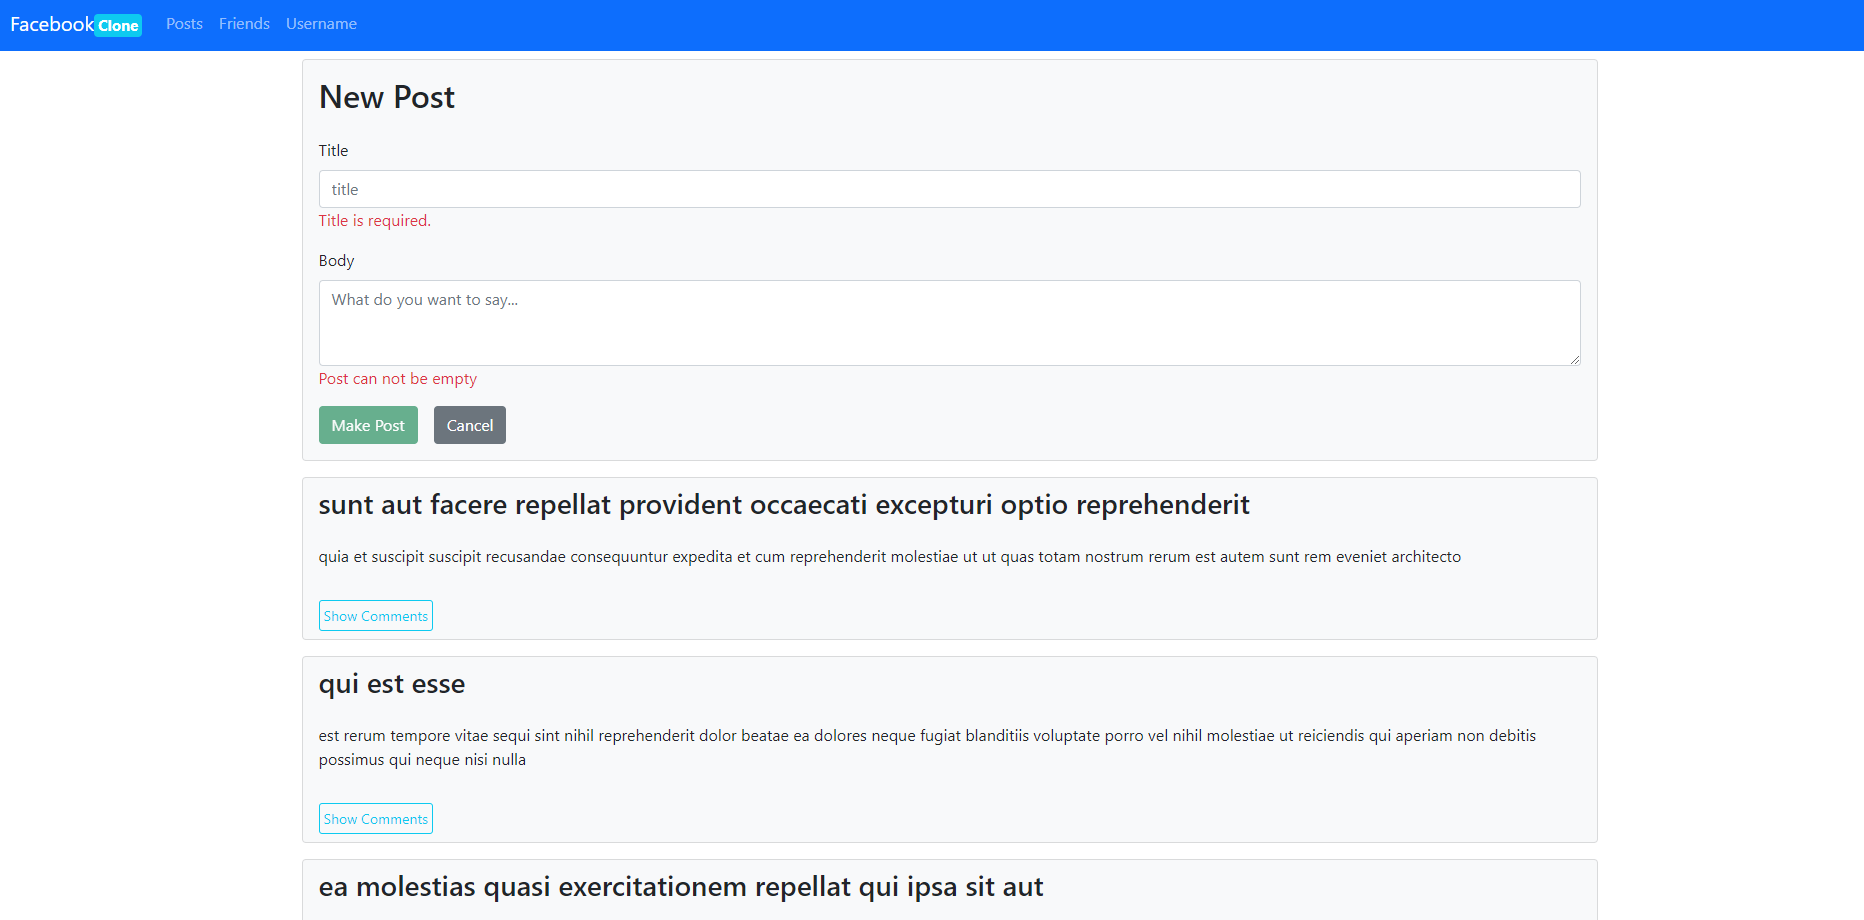 Facebook Clone Posts Friends Username
New Post
Title
title
Title is required.
Body
What do you want to say...
Post can not be empty
Make Post Cancel
sunt aut facere repellat provident occaecati excepturi optio reprehenderit
quia et suscipit suscipit recusandae consequuntur expedita et cum reprehenderit molestiae ut ut quas totam nostrum rerum est autem sunt rem eveniet architecto
Show Comments
qui est esse
est rerum tempore vitae sequi sint nihil reprehenderit dolor beatae ea dolores neque fugiat blanditiis voluptate porro vel nihil molestiae ut reiciendis qui aperiam non debitis
possimus qui neque nisi nulla
Show Comments
ea molestias quasi exercitationem repellat qui ipsa sit aut